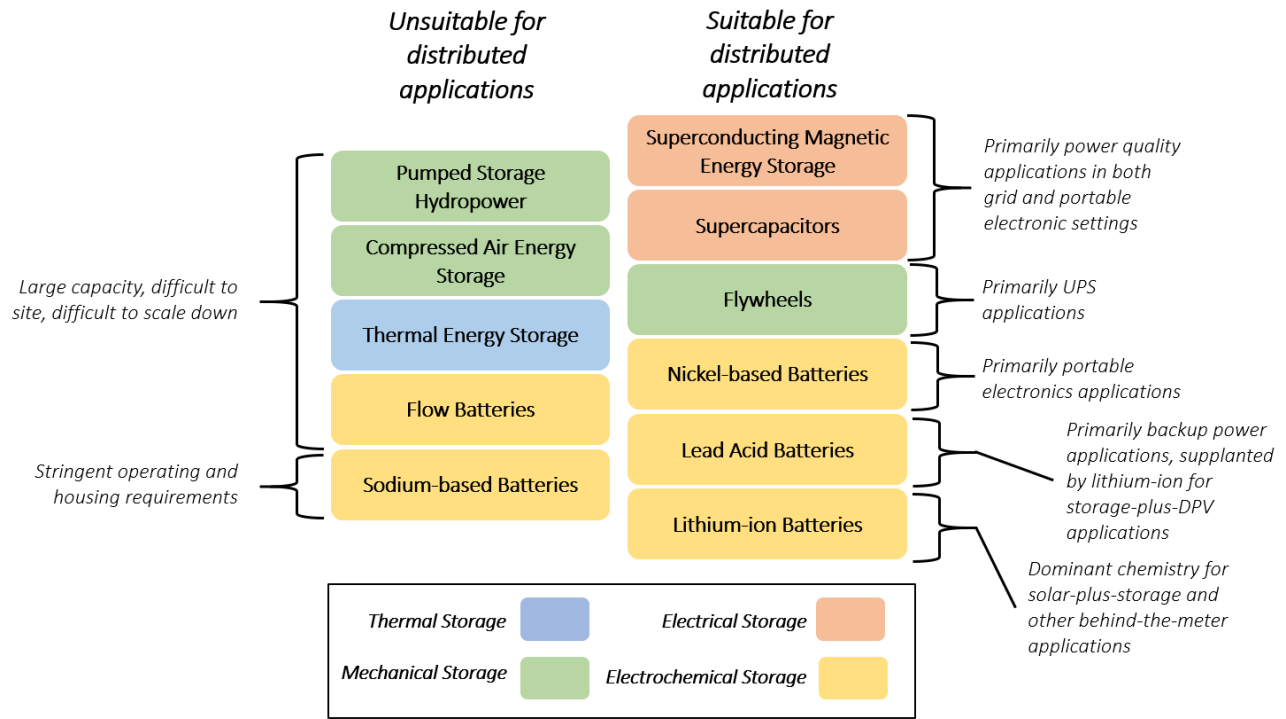 Unsuitable for
distributed
applications
Suitable for
distributed
applications
Pumped Storage
Hydropower
Compressed Air Energy
Storage
Thermal Energy Storage
Flow Batteries
Sodium-based Batteries
Large capacity, difficult to
site, difficult to scale down
Stringent operating and
housing requirements
Superconducting Magnetic
Energy Storage
Supercapacitors
Flywheels
Nickel-based Batteries
Lead Acid Batteries
Lithium-ion Batteries
Primarily power quality
applications in both
grid and portable
electronic settings
Primarily UPS
applications
Primarily portable
electronics applications
Primarily backup power
applications, supplanted
by lithium-ion for
storage-plus-DPV
applications
Dominant chemistry for
solar-plus-storage and
other behind-the-meter
applications
Thermal Storage
Electrical Storage
Mechanical Storage
Electrochemical Storage